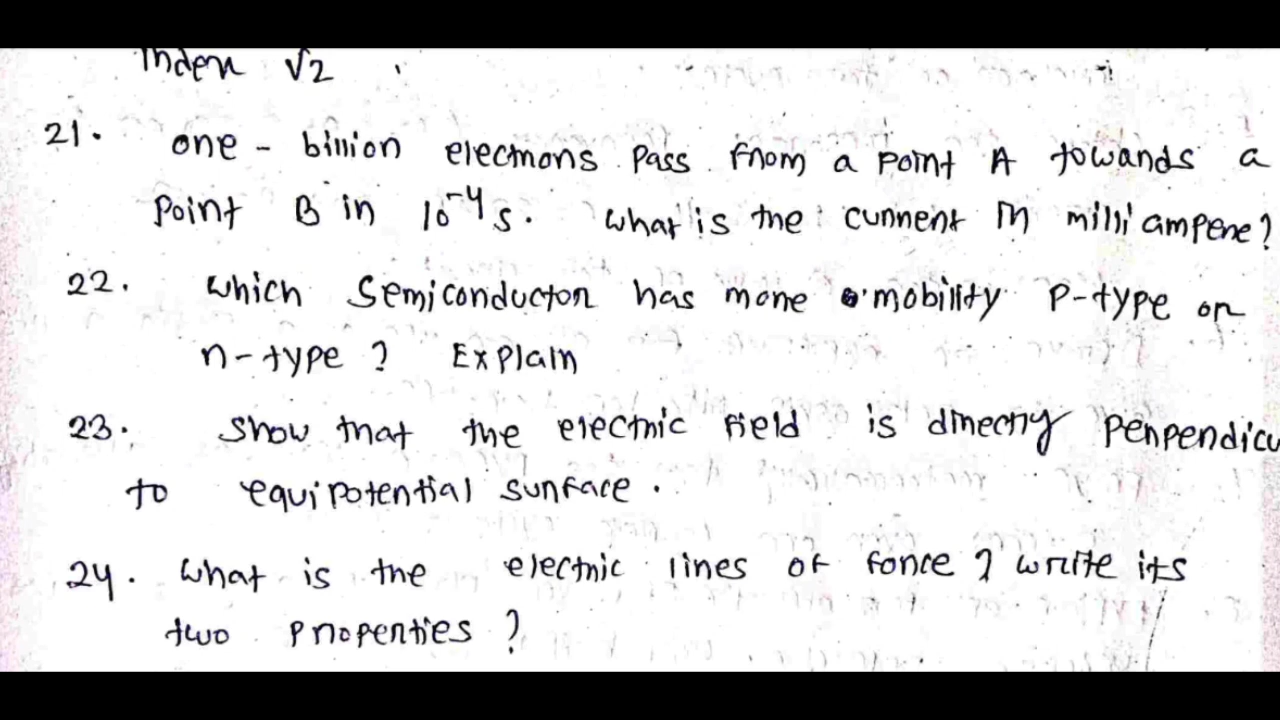 Index √2
21. one - billion electrons pass from a point A towards a
point B in 10⁻⁴s. what is the current in milli ampere?
22. which semiconductor has more mobility p-type or
n-type ? Explain
23. show that the electric field is directly perpendicu
to equipotential surface.
24. what is the electric lines of force ? write its
two properties ?